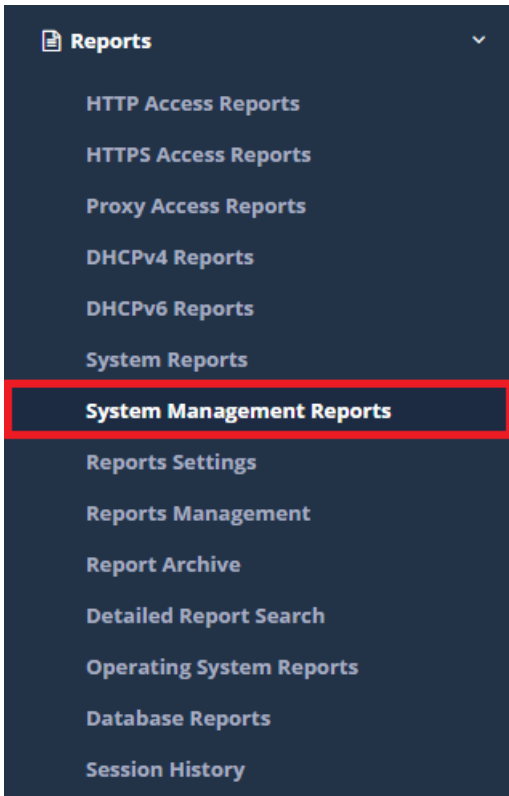 Reports
HTTP Access Reports
HTTPS Access Reports
Proxy Access Reports
DHCPv4 Reports
DHCPv6 Reports
System Reports
System Management Reports
Reports Settings
Reports Management
Report Archive
Detailed Report Search
Operating System Reports
Database Reports
Session History